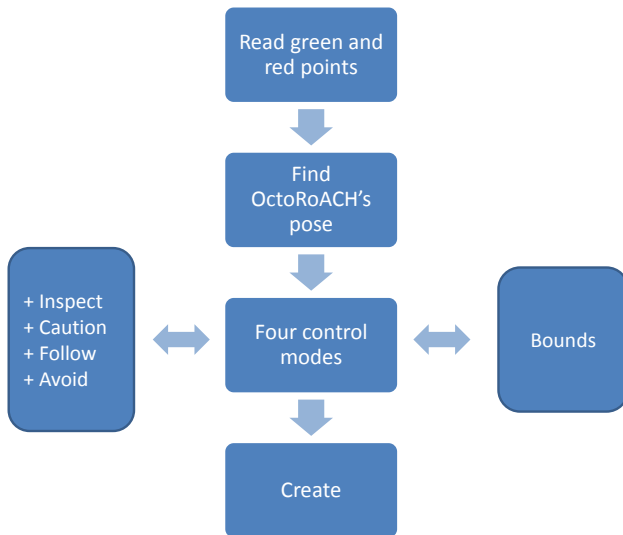 Read green and
red points
Find
OctoRoACH's
pose
+ Inspect
+ Caution
+ Follow
+ Avoid
Four control
modes
Bounds
Create